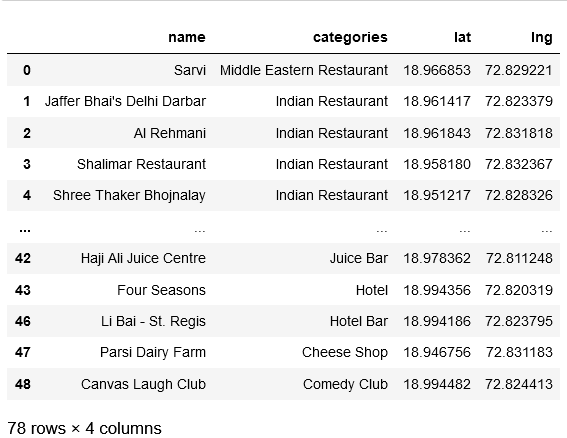 name categories lat lng
0 Sarvi Middle Eastern Restaurant 18.966853 72.829221
1 Jaffer Bhai's Delhi Darbar Indian Restaurant 18.961417 72.823379
2 Al Rehmani Indian Restaurant 18.961843 72.831818
3 Shalimar Restaurant Indian Restaurant 18.958180 72.832367
4 Shree Thaker Bhojnalay Indian Restaurant 18.951217 72.828326
... ... ... ... ...
42 Haji Ali Juice Centre Juice Bar 18.978362 72.811248
43 Four Seasons Hotel 18.994356 72.820319
46 Li Bai - St. Regis Hotel Bar 18.994186 72.823795
47 Parsi Dairy Farm Cheese Shop 18.946756 72.831183
48 Canvas Laugh Club Comedy Club 18.994482 72.824413
78 rows × 4 columns